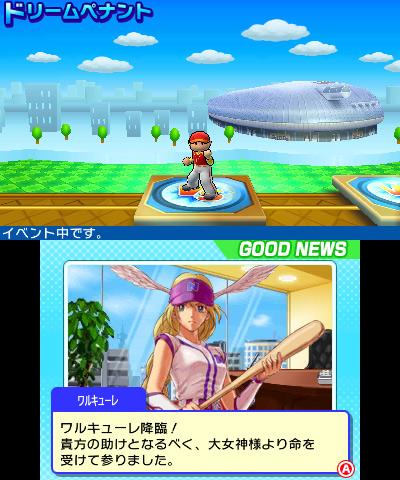 ドリームペナント
イベント中です。
GOOD NEWS
N
ワルキューレ
ワルキューレ降臨！
貴方の助けとなるべく、大女神様より命を
受けて参りました。
A